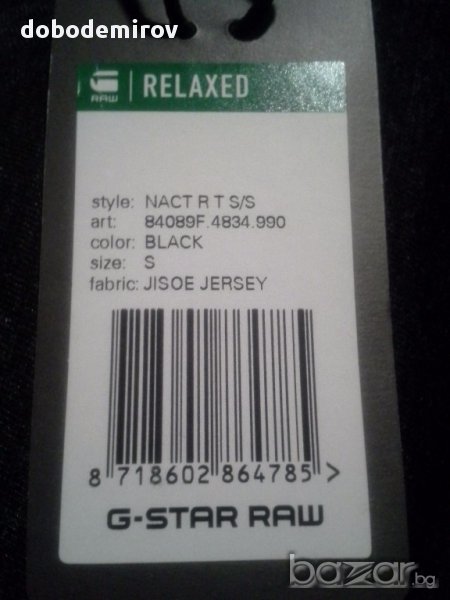 dobodemirov
RAW | RELAXED
style: NACT R T S/S
art: 84089F.4834.990
color: BLACK
size: S
fabric: JISOE JERSEY
8 718602 864785 >
G-STAR RAW
bazar.bg